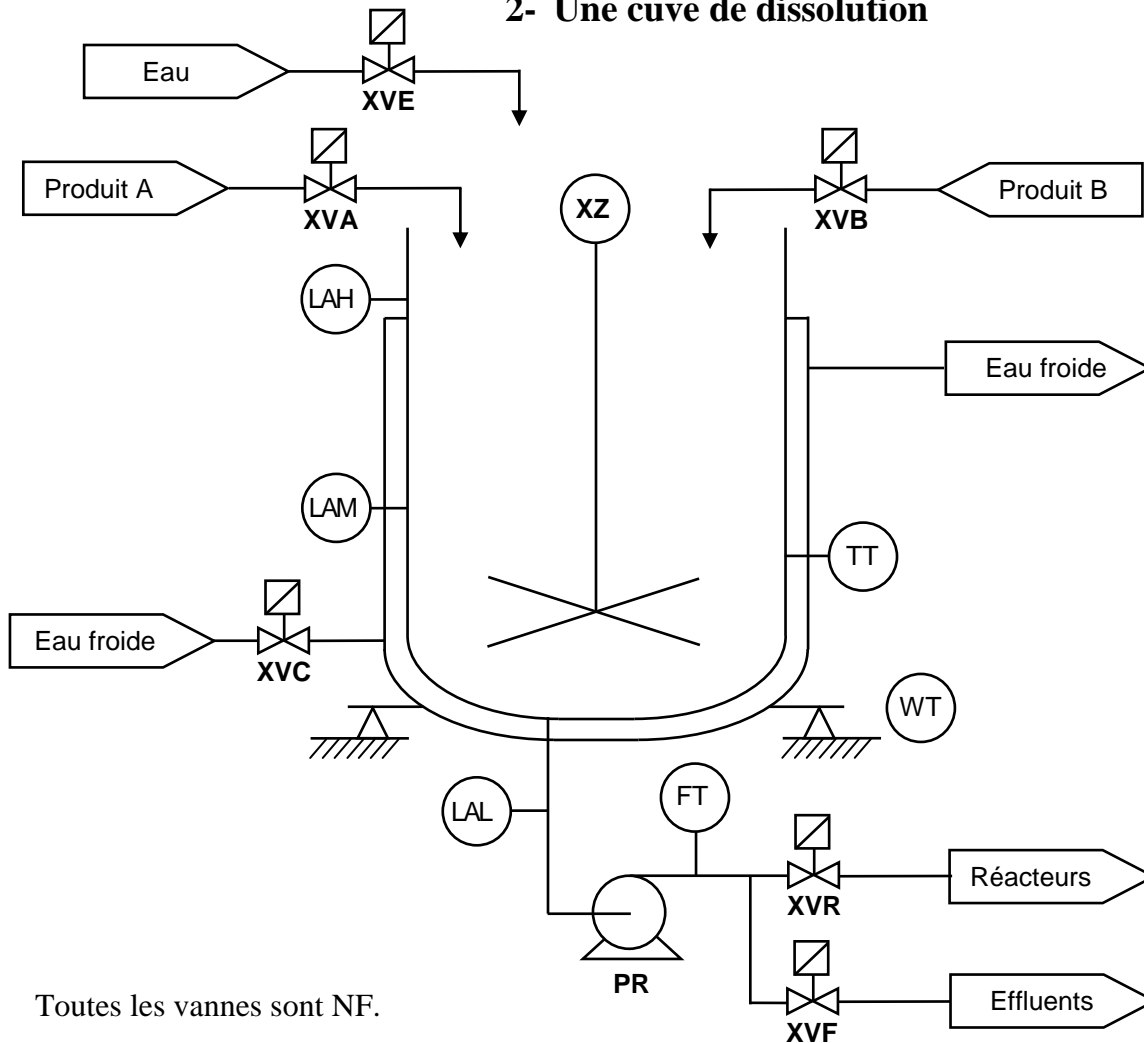 2- Une cuve de dissolution
Eau
XVE
Produit A
XVA
XZ
Produit B
XVB
LAH
Eau froide
LAM
TT
Eau froide
XVC
WT
LAL
FT
Réacteurs
XVR
PR
Effluents
XVF
Toutes les vannes sont NF.